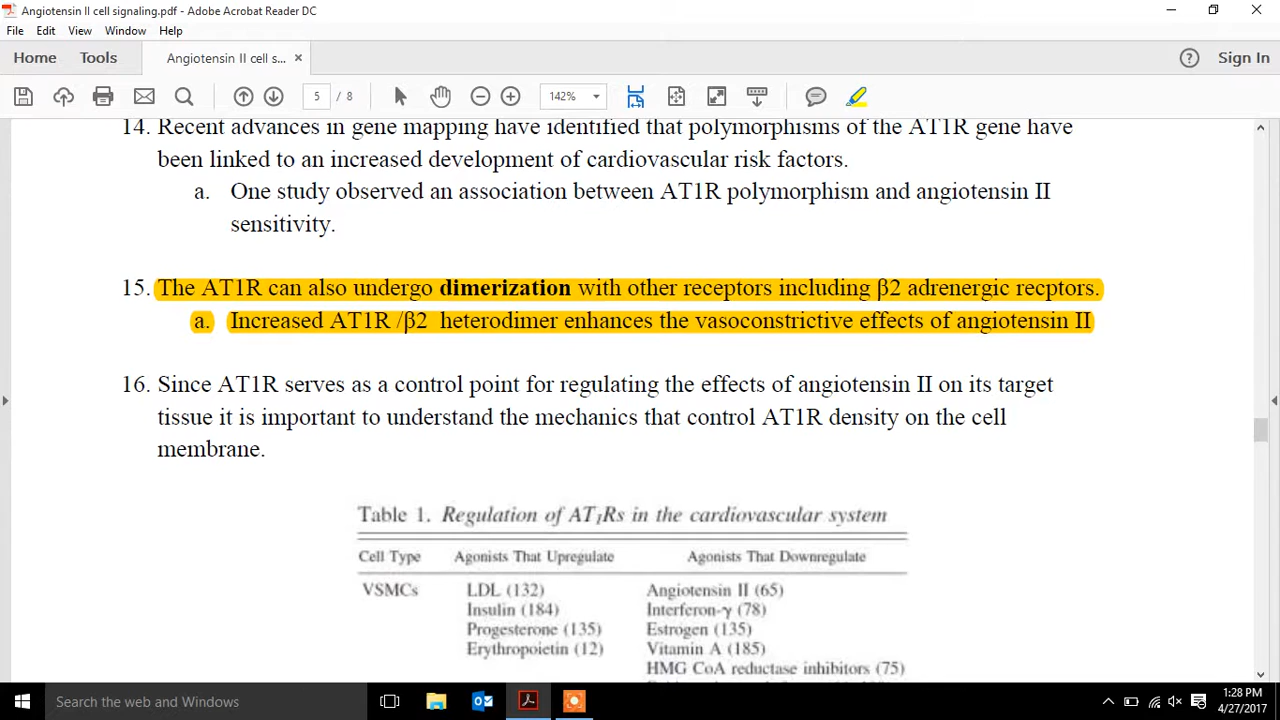 Angiotensin II cell signaling.pdf - Adobe Acrobat Reader DC
File Edit View Window Help
Home Tools Angiotensin II cell s... × Sign In
5 / 8 142%
14. Recent advances in gene mapping have identified that polymorphisms of the AT1R gene have
been linked to an increased development of cardiovascular risk factors.
a. One study observed an association between AT1R polymorphism and angiotensin II
sensitivity.
15. The AT1R can also undergo dimerization with other receptors including β2 adrenergic recptors.
a. Increased AT1R /β2 heterodimer enhances the vasoconstrictive effects of angiotensin II
16. Since AT1R serves as a control point for regulating the effects of angiotensin II on its target
tissue it is important to understand the mechanics that control AT1R density on the cell
membrane.
Table 1. Regulation of AT1Rs in the cardiovascular system
Cell Type Agonists That Upregulate Agonists That Downregulate
VSMCs LDL (132) Angiotensin II (65)
Insulin (184) Interferon-γ (78)
Progesterone (135) Estrogen (135)
Erythropoietin (12) Vitamin A (185)
HMG CoA reductase inhibitors (75)
Search the web and Windows
1:28 PM
4/27/2017